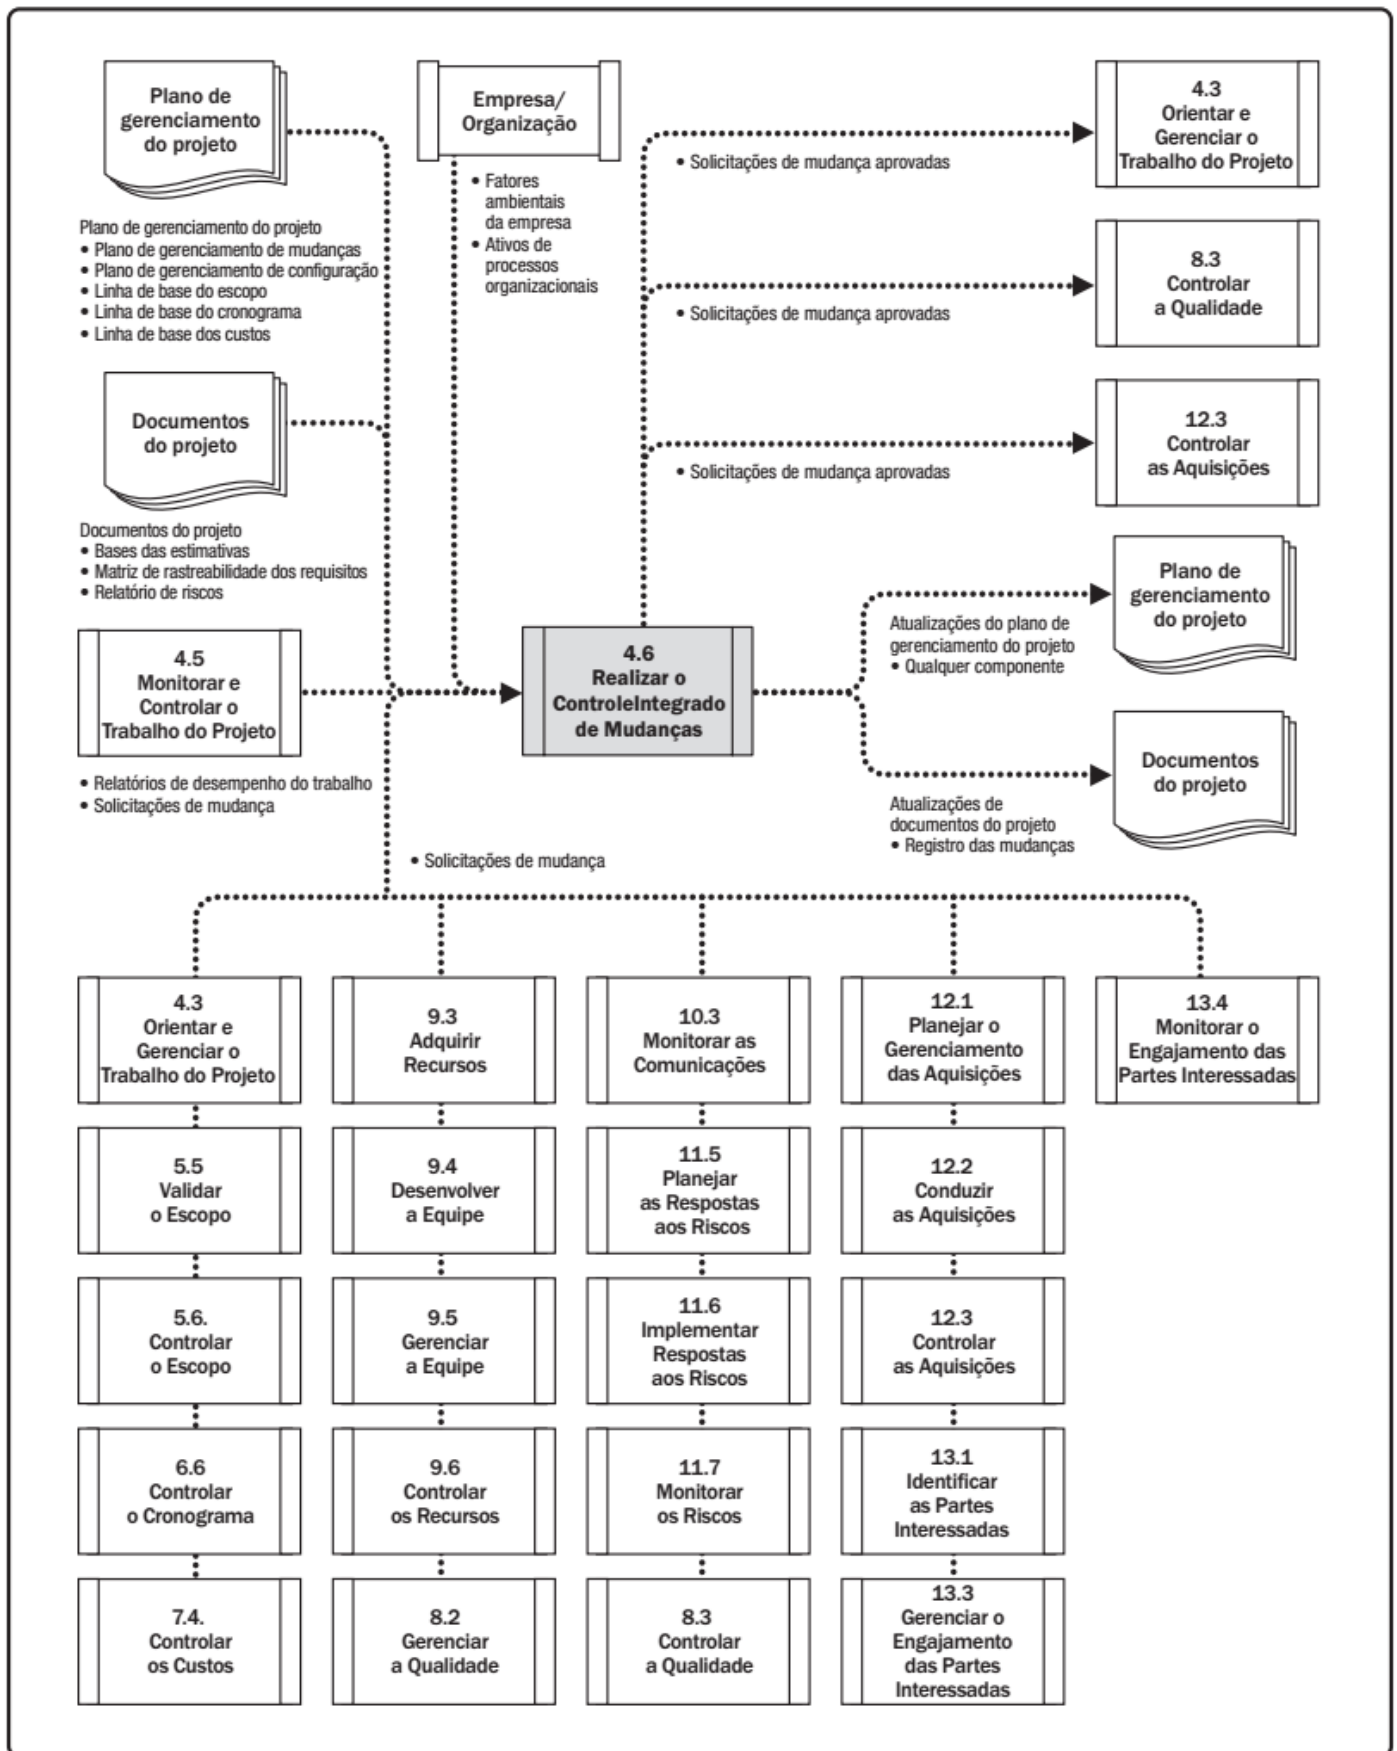 Plano de
gerenciamento
do projeto
Plano de gerenciamento do projeto
• Plano de gerenciamento de mudanças
• Plano de gerenciamento de configuração
• Linha de base do escopo
• Linha de base do cronograma
• Linha de base dos custos
Documentos
do projeto
Documentos do projeto
• Bases das estimativas
• Matriz de rastreabilidade dos requisitos
• Relatório de riscos
4.5
Monitorar e
Controlar o
Trabalho do Projeto
• Relatórios de desempenho do trabalho
• Solicitações de mudança
Empresa/
Organização
• Fatores
ambientais
da empresa
• Ativos de
processos
organizacionais
4.6
Realizar o
ControleIntegrado
de Mudanças
• Solicitações de mudança aprovadas
4.3
Orientar e
Gerenciar o
Trabalho do Projeto
• Solicitações de mudança aprovadas
8.3
Controlar
a Qualidade
• Solicitações de mudança aprovadas
12.3
Controlar
as Aquisições
Atualizações do plano de
gerenciamento do projeto
• Qualquer componente
Plano de
gerenciamento
do projeto
Atualizações de
documentos do projeto
• Registro das mudanças
Documentos
do projeto
• Solicitações de mudança
4.3
Orientar e
Gerenciar o
Trabalho do Projeto
5.5
Validar
o Escopo
5.6.
Controlar
o Escopo
6.6
Controlar
o Cronograma
7.4.
Controlar
os Custos
9.3
Adquirir
Recursos
9.4
Desenvolver
a Equipe
9.5
Gerenciar
a Equipe
9.6
Controlar
os Recursos
8.2
Gerenciar
a Qualidade
10.3
Monitorar as
Comunicações
11.5
Planejar
as Respostas
aos Riscos
11.6
Implementar
Respostas
aos Riscos
11.7
Monitorar
os Riscos
8.3
Controlar
a Qualidade
12.1
Planejar o
Gerenciamento
das Aquisições
12.2
Conduzir
as Aquisições
12.3
Controlar
as Aquisições
13.1
Identificar
as Partes
Interessadas
13.3
Gerenciar o
Engajamento
das Partes
Interessadas
13.4
Monitorar o
Engajamento das
Partes Interessadas